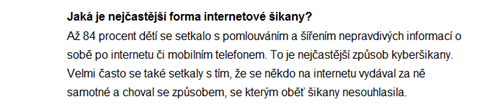 Jaká je nejčastější forma internetové šikany?
Až 84 procent dětí se setkalo s pomlouváním a šířením nepravdivých informací o
sobě po internetu či mobilním telefonem. To je nejčastější způsob kyberšikany.
Velmi často se také setkaly s tím, že se někdo na internetu vydával za ně
samotné a choval se způsobem, se kterým oběť šikany nesouhlasila.